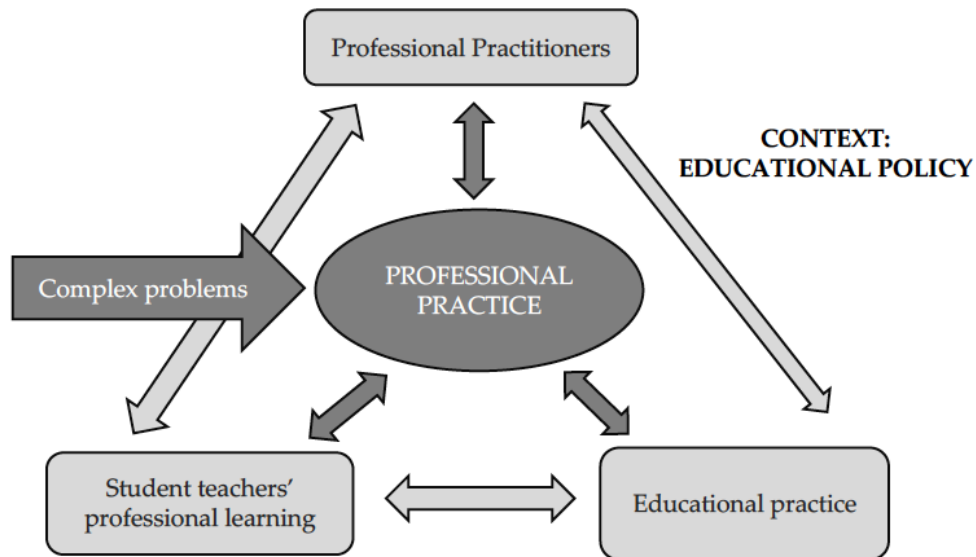 Professional Practitioners
CONTEXT:
EDUCATIONAL POLICY
Complex problems
PROFESSIONAL
PRACTICE
Student teachers’
professional learning
Educational practice